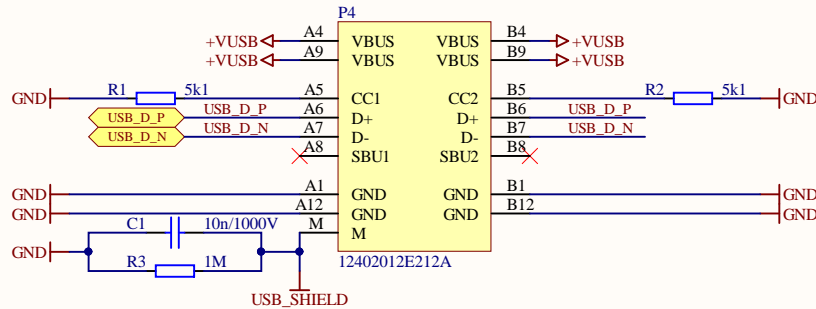 P4
+VUSB A4 VBUS VBUS B4 +VUSB
+VUSB A9 VBUS VBUS B9 +VUSB
GND R1 5k1 A5 CC1 CC2 B5 R2 5k1 GND
USB_D_P USB_D_P A6 D+ D+ B6 USB_D_P
USB_D_N USB_D_N A7 D- D- B7 USB_D_N
A8 SBU1 SBU2 B8
GND A1 GND GND B1 GND
GND A12 GND GND B12 GND
C1 10n/1000V M M
GND
R3 1M
12402012E212A
USB_SHIELD